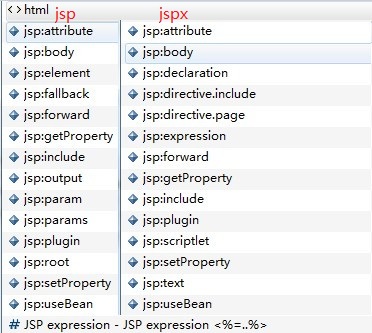 <> html
jsp
jspx
jsp:attribute
jsp:body
jsp:element
jsp:fallback
jsp:forward
jsp:getProperty
jsp:include
jsp:output
jsp:param
jsp:params
jsp:plugin
jsp:root
jsp:setProperty
jsp:useBean
jsp:attribute
jsp:body
jsp:declaration
jsp:directive.include
jsp:directive.page
jsp:expression
jsp:forward
jsp:getProperty
jsp:include
jsp:plugin
jsp:scriptlet
jsp:setProperty
jsp:text
jsp:useBean
# JSP expression - JSP expression <%=..%>